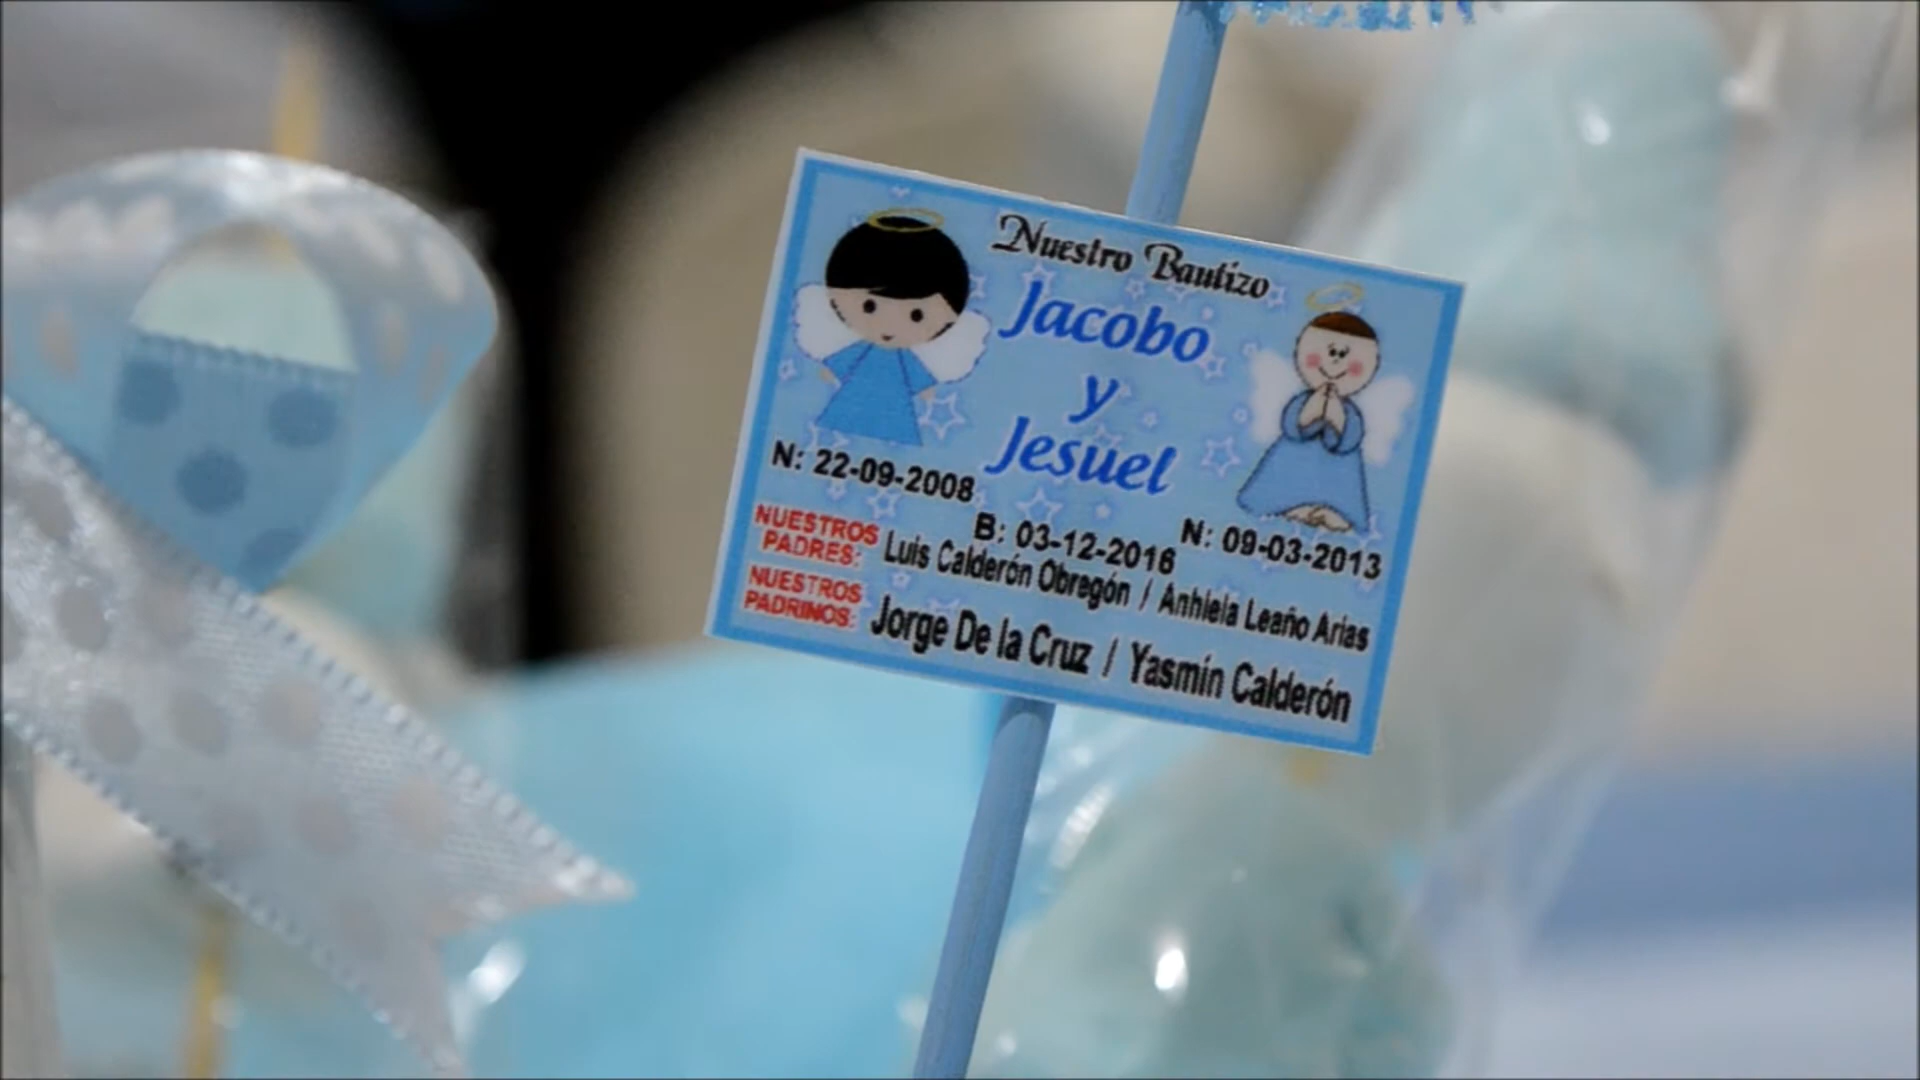 Nuestro Bautizo
Jacobo
y
Jesuel
N: 22-09-2008
B: 03-12-2016
N: 09-03-2013
NUESTROS
PADRES:
Luis Calderón Obregón / Anhiela Leaño Arias
NUESTROS
PADRINOS:
Jorge De la Cruz / Yasmín Calderón